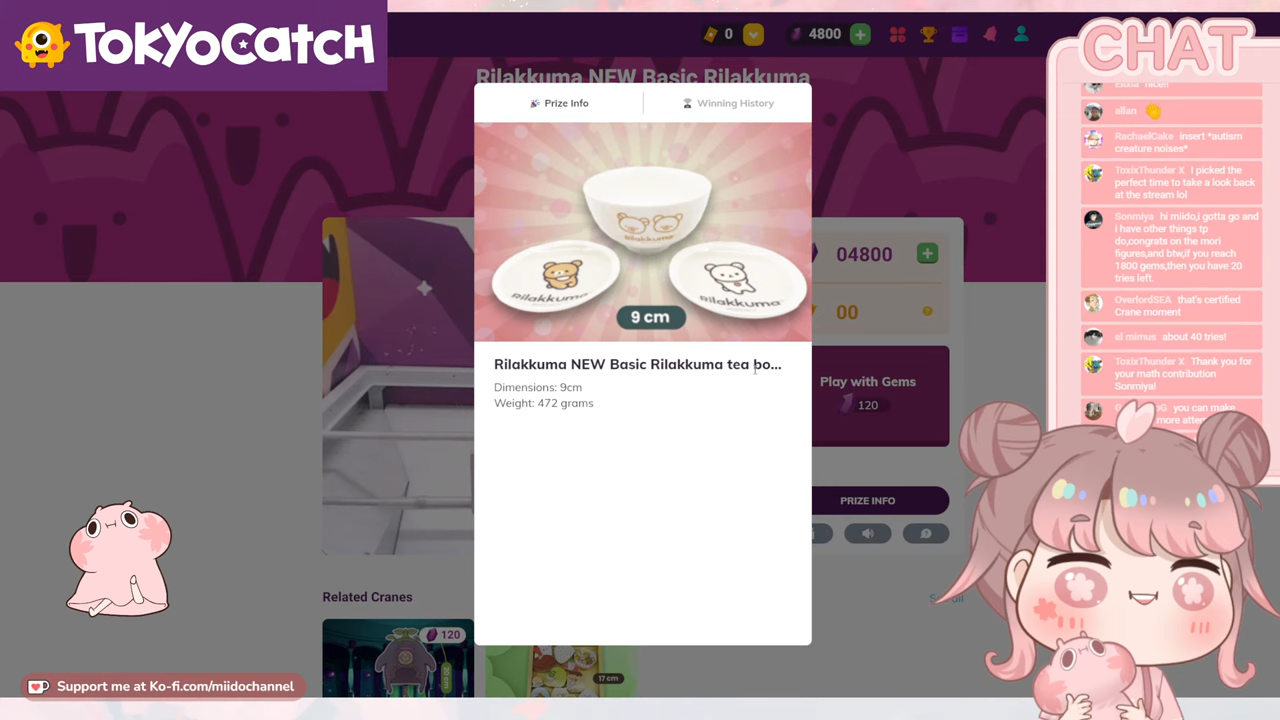 TOKYOCATCH
0
4800
CHAT
Rilakkuma NEW Basic Rilakkuma
Prize Info
Winning History
Elixia nice!!
allan
RachaelCake insert *autism
creature noises*
ToxixThunder X I picked the
perfect time to take a look back
at the stream lol
Sonmiya hi miido,i gotta go and
i have other things tp
do,congrats on the mori
figures,and btw,if you reach
1800 gems,then you have 20
tries left.
OverlordSEA that's certified
Crane moment
el mimus about 40 tries!
ToxixThunder X Thank you for
your math contribution
Sonmiya!
you can make
more
Rilakkuma
Rilakkuma
Rilakkuma
9 cm
Rilakkuma NEW Basic Rilakkuma tea bo...
Dimensions: 9cm
Weight: 472 grams
04800
00
Play with Gems
120
PRIZE INFO
Related Cranes
120
20 cm
17 cm
Support me at Ko-fi.com/miidochannel